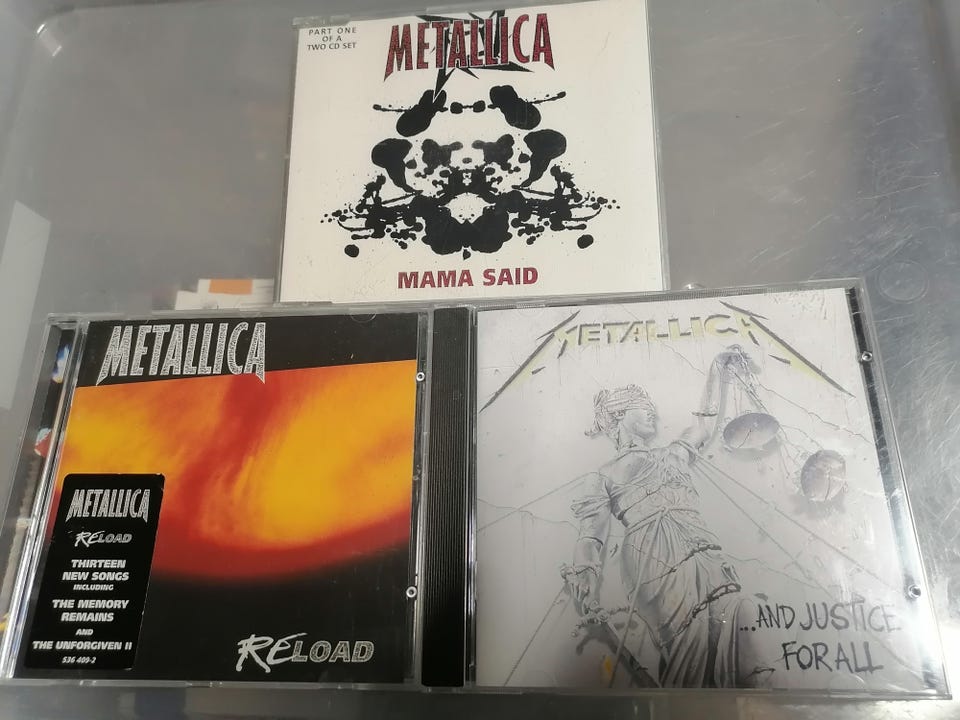 PART ONE
OF A
TWO CD SET
METALLICA
MAMA SAID
METALLICA
METALLICA
RELOAD
THIRTEEN
NEW SONGS
INCLUDING
THE MEMORY
REMAINS
AND
THE UNFORGIVEN II
536 409-2
RELOAD
METALLICA
...AND JUSTICE
FOR ALL